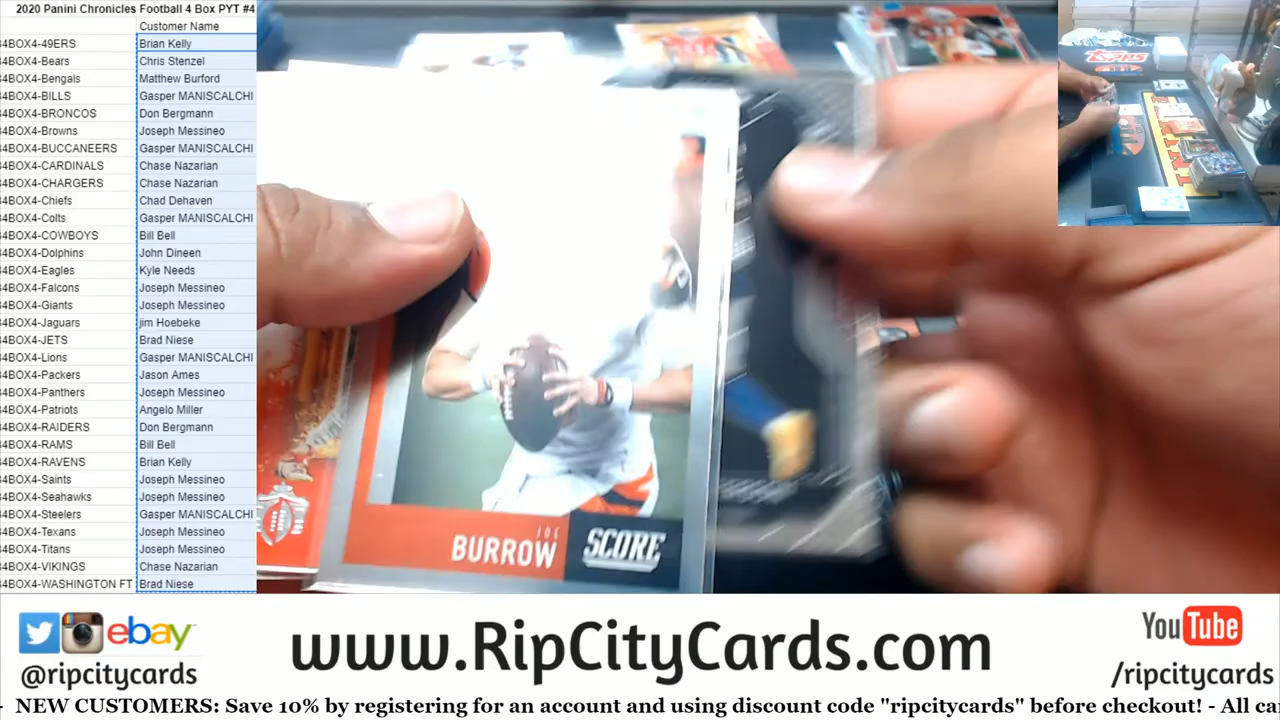 2020 Panini Chronicles Football 4 Box PYT #4
Customer Name
4BOX4-49ERS Brian Kelly
4BOX4-Bears Chris Stenzel
4BOX4-Bengals Matthew Burford
4BOX4-BILLS Gasper MANISCALCHI
4BOX4-BRONCOS Don Bergmann
4BOX4-Browns Joseph Messineo
4BOX4-BUCCANEERS Gasper MANISCALCHI
4BOX4-CARDINALS Chase Nazarian
4BOX4-CHARGERS Chase Nazarian
4BOX4-Chiefs Chad Dehaven
4BOX4-Colts Gasper MANISCALCHI
4BOX4-COWBOYS Bill Bell
4BOX4-Dolphins John Dineen
4BOX4-Eagles Kyle Needs
4BOX4-Falcons Joseph Messineo
4BOX4-Giants Joseph Messineo
4BOX4-Jaguars jim Hoebeke
4BOX4-JETS Brad Niese
4BOX4-Lions Gasper MANISCALCHI
4BOX4-Packers Jason Ames
4BOX4-Panthers Joseph Messineo
4BOX4-Patriots Angelo Miller
4BOX4-RAIDERS Don Bergmann
4BOX4-RAMS Bill Bell
4BOX4-RAVENS Brian Kelly
4BOX4-Saints Joseph Messineo
4BOX4-Seahawks Joseph Messineo
4BOX4-Steelers Gasper MANISCALCHI
4BOX4-Texans Joseph Messineo
4BOX4-Titans Joseph Messineo
4BOX4-VIKINGS Chase Nazarian
4BOX4-WASHINGTON FT Brad Niese
Topps
JOE
BURROW
SCORE
ebay
@ripcitycards
www.RipCityCards.com
YouTube
/ripcitycards
- NEW CUSTOMERS: Save 10% by registering for an account and using discount code "ripcitycards" before checkout! - All ca